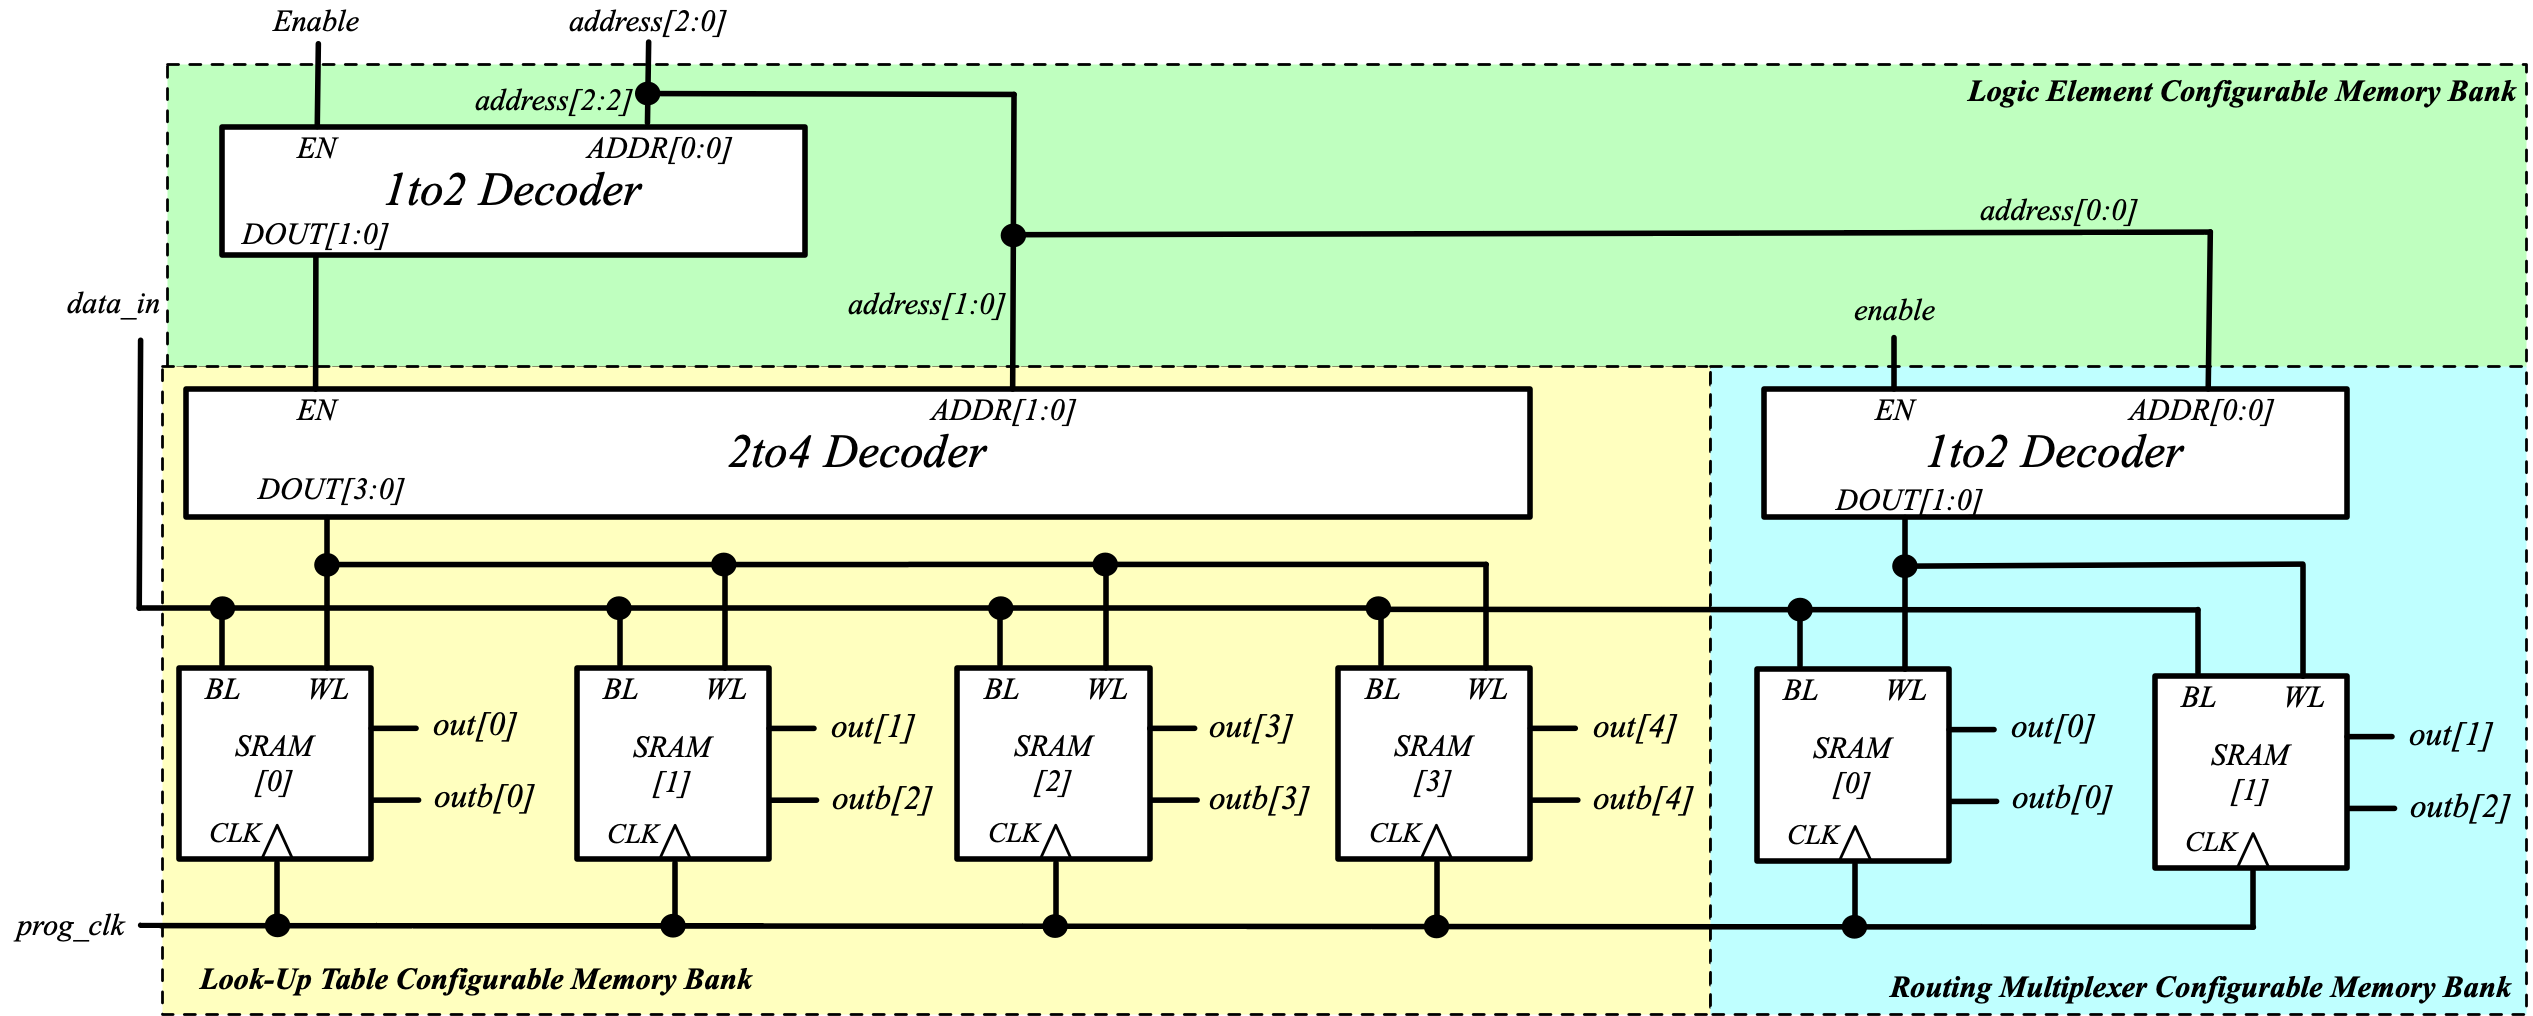 Enable
address[2:0]
Logic Element Configurable Memory Bank
address[2:2]
EN
ADDR[0:0]
1to2 Decoder
DOUT[1:0]
address[0:0]
data_in
address[1:0]
enable
EN
ADDR[1:0]
2to4 Decoder
DOUT[3:0]
EN
ADDR[0:0]
1to2 Decoder
DOUT[1:0]
BL
WL
SRAM
[0]
CLK
out[0]
outb[0]
BL
WL
SRAM
[1]
CLK
out[1]
outb[2]
BL
WL
SRAM
[2]
CLK
out[3]
outb[3]
BL
WL
SRAM
[3]
CLK
out[4]
outb[4]
BL
WL
SRAM
[0]
CLK
out[0]
outb[0]
BL
WL
SRAM
[1]
CLK
out[1]
outb[2]
prog_clk
Look-Up Table Configurable Memory Bank
Routing Multiplexer Configurable Memory Bank